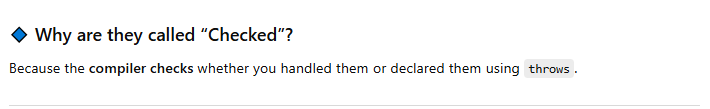 🔷 Why are they called “Checked”?
Because the compiler checks whether you handled them or declared them using throws.